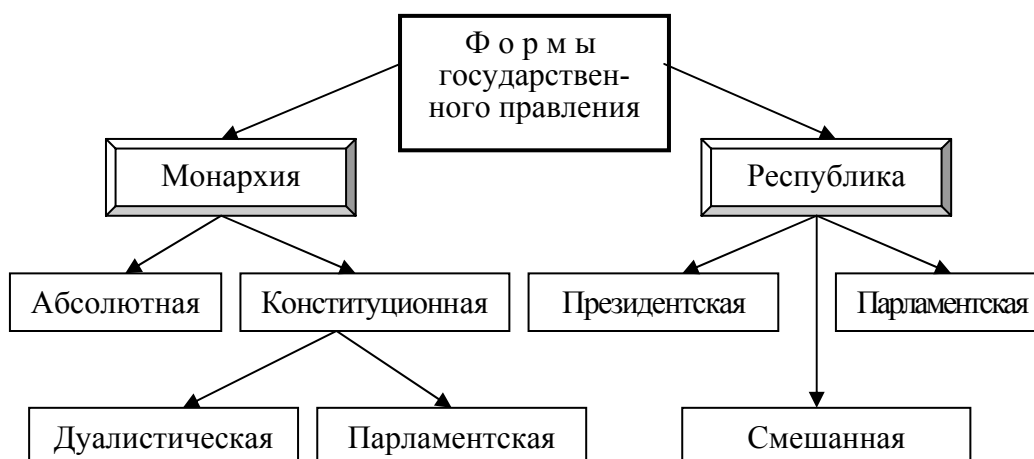 Ф о р м ы
государствен-
ного правления
Монархия
Республика
Абсолютная
Конституционная
Президентская
Парламентская
Дуалистическая
Парламентская
Смешанная